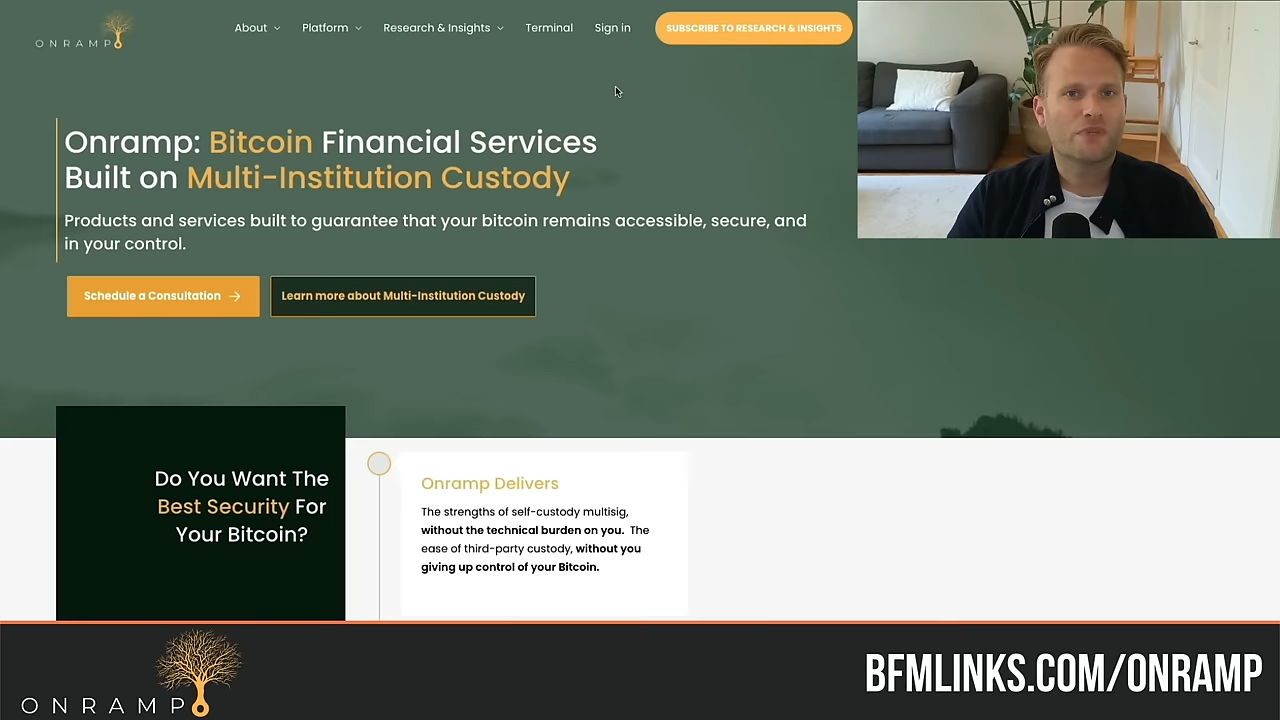 ONRAMP
About
Platform
Research & Insights
Terminal
Sign in
SUBSCRIBE TO RESEARCH & INSIGHTS
Onramp: Bitcoin Financial Services
Built on Multi-Institution Custody
Products and services built to guarantee that your bitcoin remains accessible, secure, and
in your control.
Schedule a Consultation
Learn more about Multi-Institution Custody
Do You Want The
Best Security For
Your Bitcoin?
Onramp Delivers
The strengths of self-custody multisig,
without the technical burden on you. The
ease of third-party custody, without you
giving up control of your Bitcoin.
ONRAMP
BFMLINKS.COM/ONRAMP